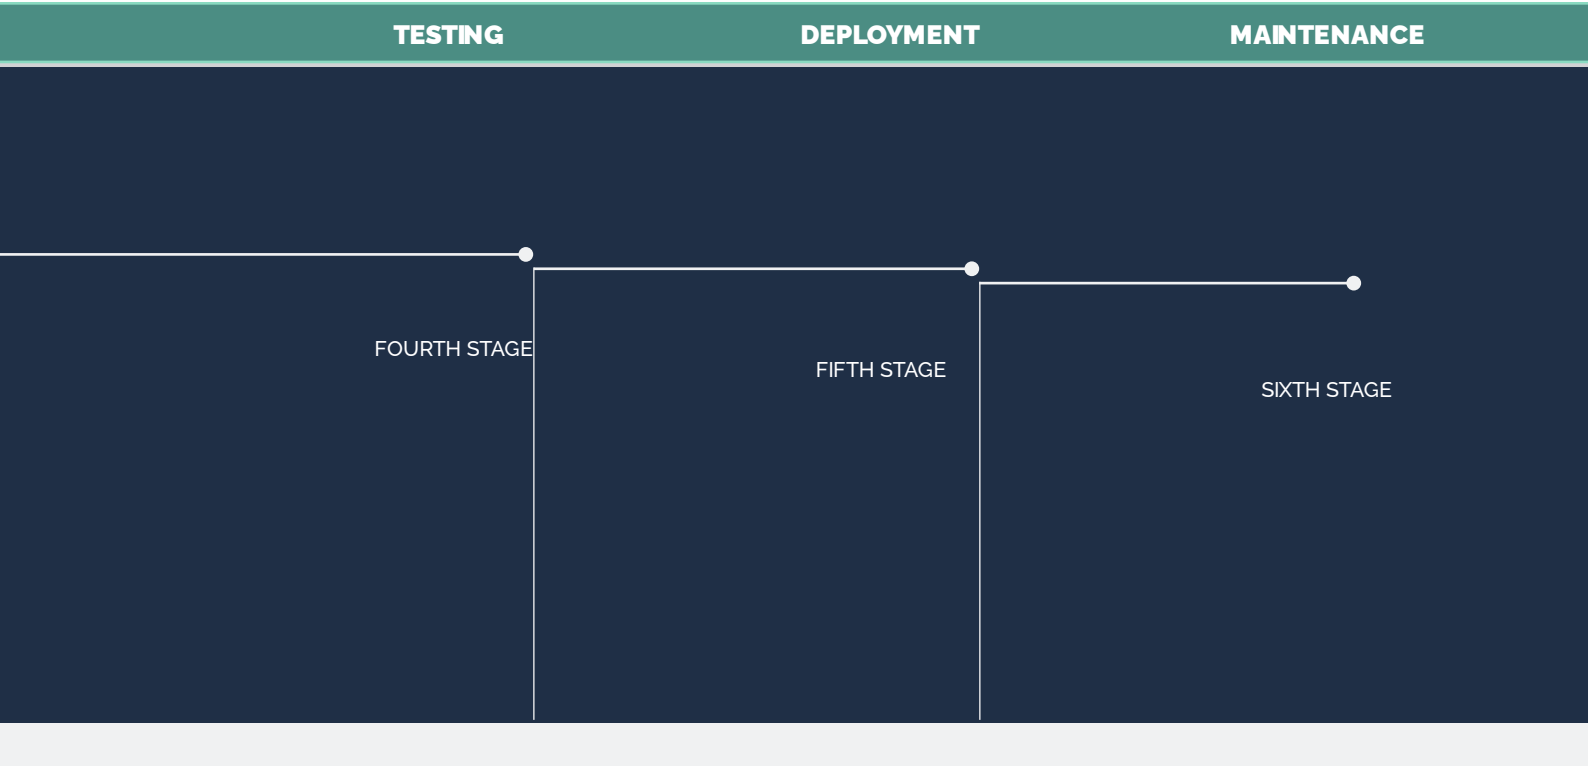 TESTING DEPLOYMENT MAINTENANCE
FOURTH STAGE
FIFTH STAGE
SIXTH STAGE